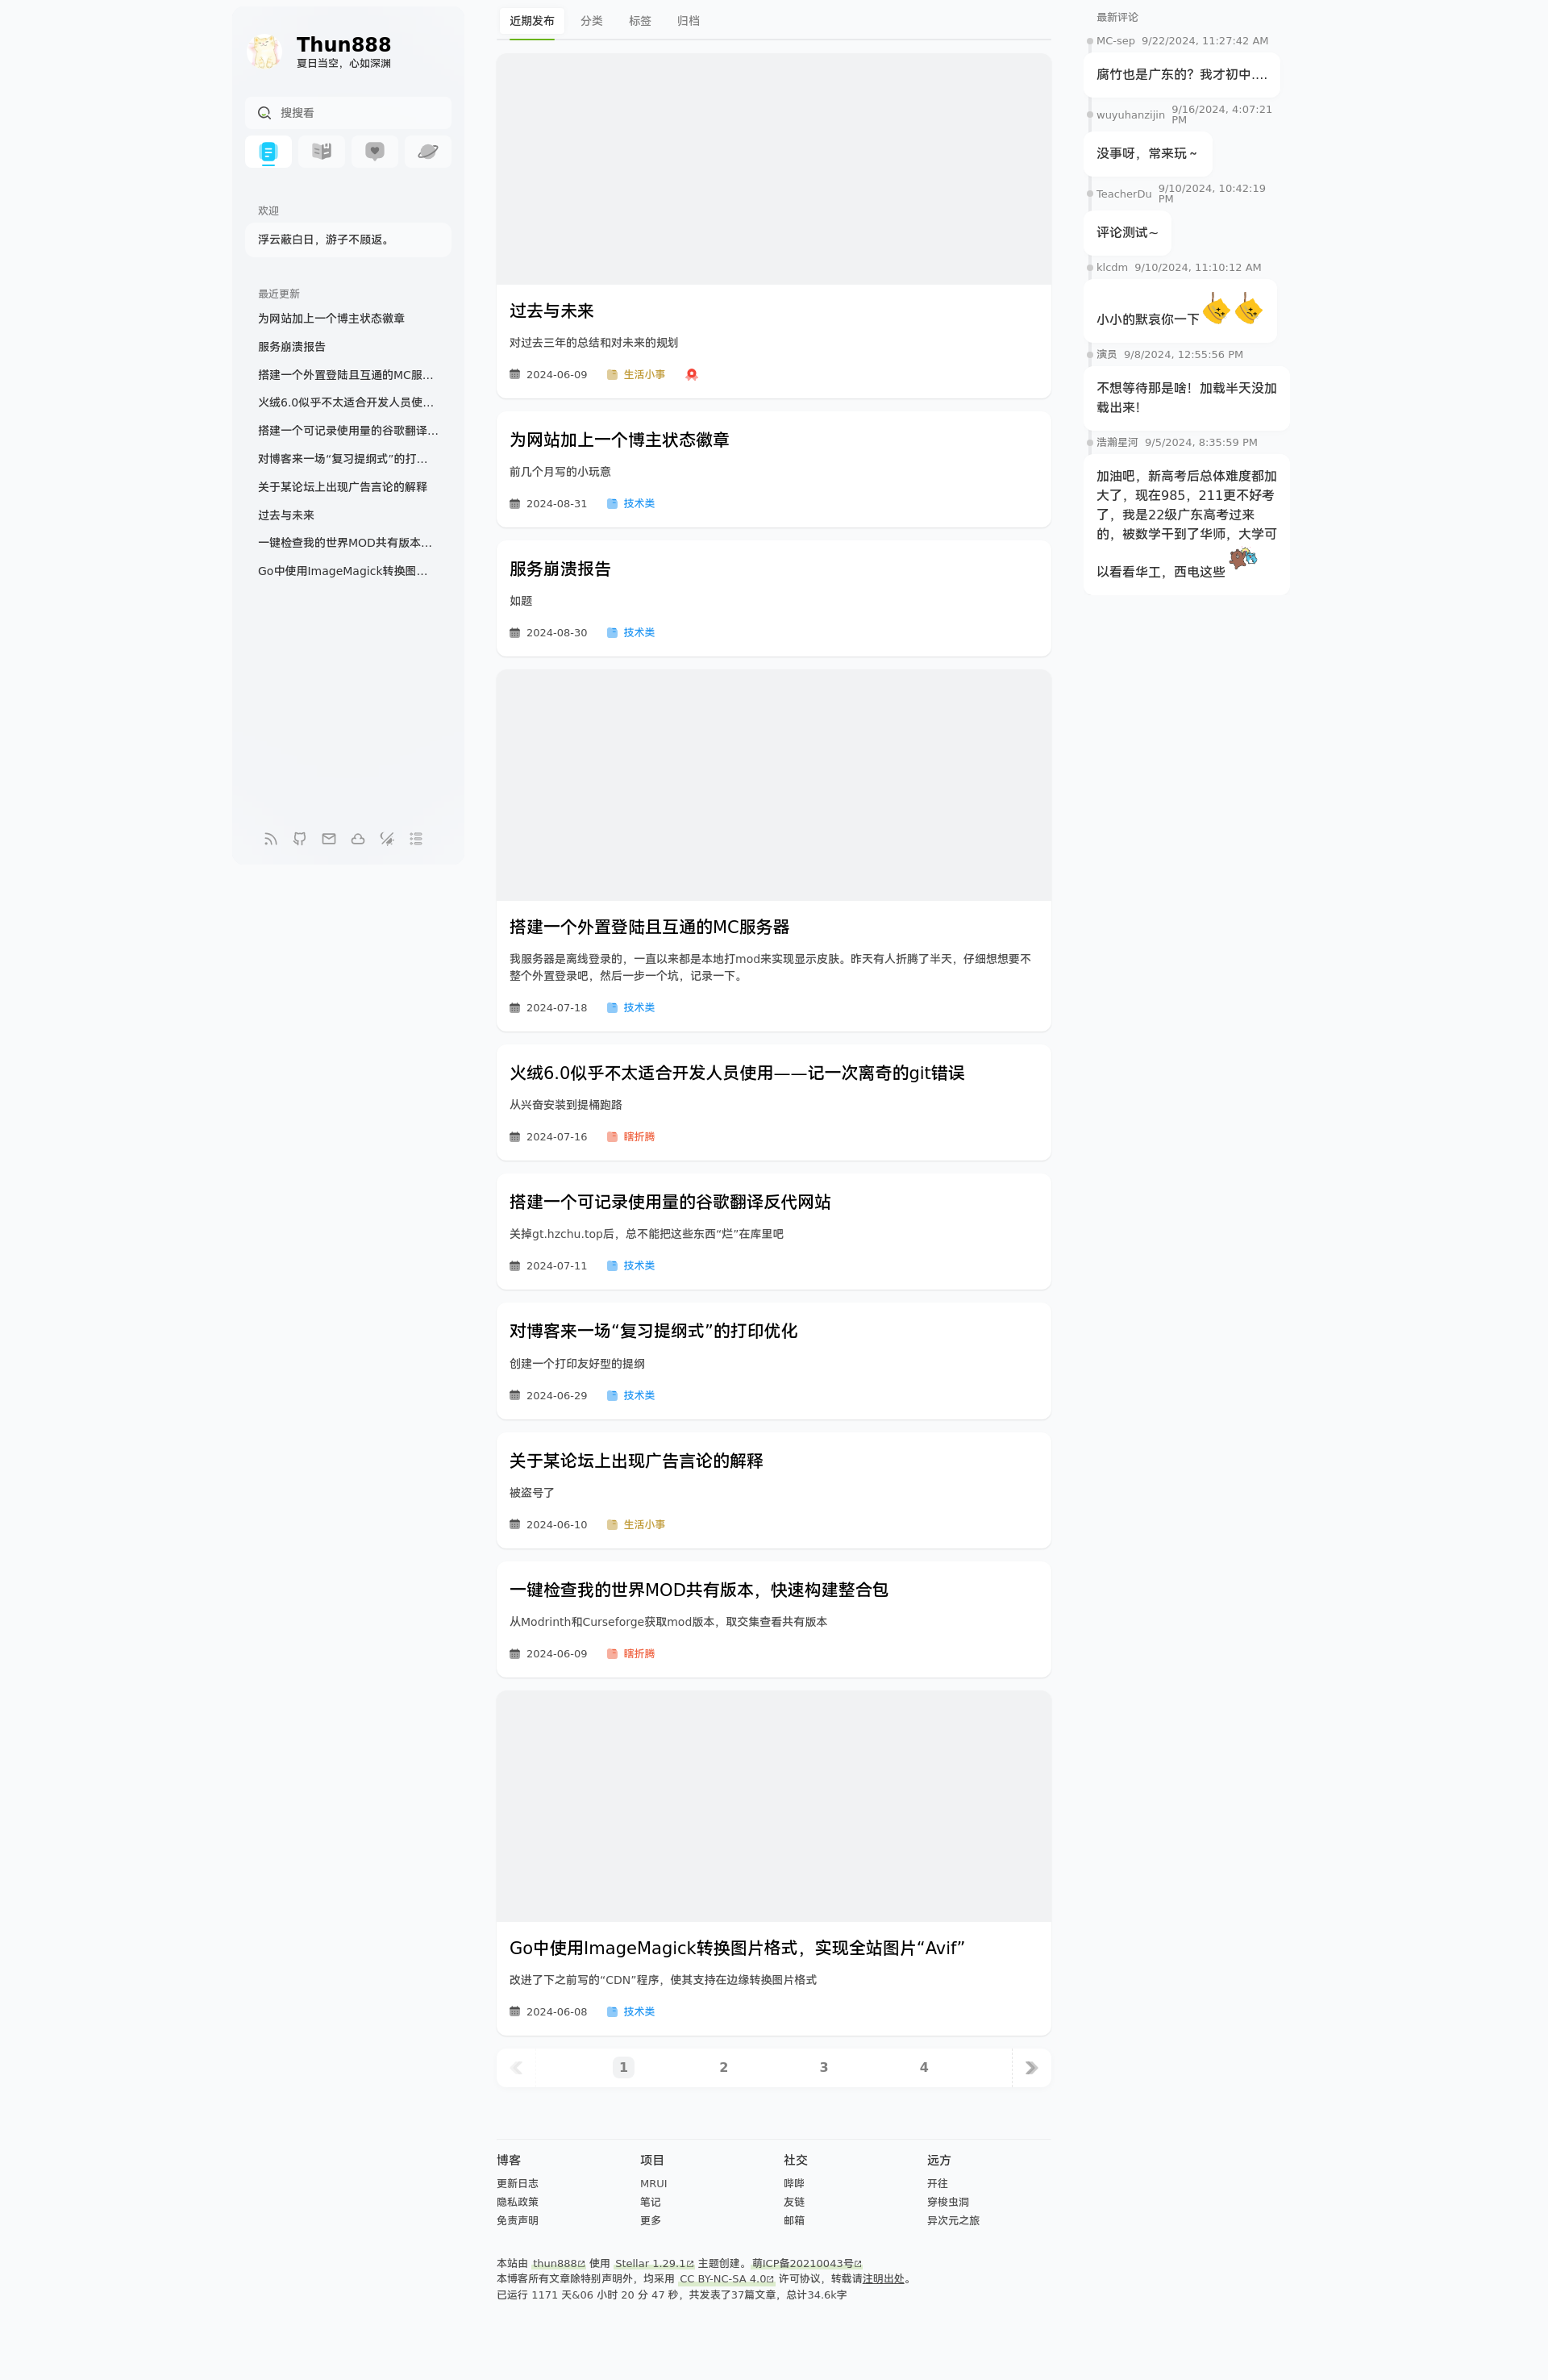 Thun888
夏日当空，心如深渊
搜搜看
欢迎
浮云蔽白日，游子不顾返。
最近更新
为网站加上一个博主状态徽章
服务崩溃报告
搭建一个外置登陆且互通的MC服…
火绒6.0似乎不太适合开发人员使…
搭建一个可记录使用量的谷歌翻译…
对博客来一场“复习提纲式”的打…
关于某论坛上出现广告言论的解释
过去与未来
一键检查我的世界MOD共有版本…
Go中使用ImageMagick转换图…
近期发布 分类 标签 归档
过去与未来
对过去三年的总结和对未来的规划
2024-06-09 生活小事
为网站加上一个博主状态徽章
前几个月写的小玩意
2024-08-31 技术类
服务崩溃报告
如题
2024-08-30 技术类
搭建一个外置登陆且互通的MC服务器
我服务器是离线登录的，一直以来都是本地打mod来实现显示皮肤。昨天有人折腾了半天，仔细想想要不
整个外置登录吧，然后一步一个坑，记录一下。
2024-07-18 技术类
火绒6.0似乎不太适合开发人员使用——记一次离奇的git错误
从兴奋安装到提桶跑路
2024-07-16 瞎折腾
搭建一个可记录使用量的谷歌翻译反代网站
关掉gt.hzchu.top后，总不能把这些东西“烂”在库里吧
2024-07-11 技术类
对博客来一场“复习提纲式”的打印优化
创建一个打印友好型的提纲
2024-06-29 技术类
关于某论坛上出现广告言论的解释
被盗号了
2024-06-10 生活小事
一键检查我的世界MOD共有版本，快速构建整合包
从Modrinth和Curseforge获取mod版本，取交集查看共有版本
2024-06-09 瞎折腾
Go中使用ImageMagick转换图片格式，实现全站图片“Avif”
改进了下之前写的“CDN”程序，使其支持在边缘转换图片格式
2024-06-08 技术类
1 2 3 4
博客 项目 社交 远方
更新日志 MRUI 哔哔 开往
隐私政策 笔记 友链 穿梭虫洞
免责声明 更多 邮箱 异次元之旅
本站由 thun888 使用 Stellar 1.29.1 主题创建。萌ICP备20210043号
本博客所有文章除特别声明外，均采用 CC BY-NC-SA 4.0 许可协议，转载请注明出处。
已运行 1171 天&06 小时 20 分 47 秒，共发表了37篇文章，总计34.6k字
最新评论
MC-sep 9/22/2024, 11:27:42 AM
腐竹也是广东的？我才初中....
wuyuhanzijin 9/16/2024, 4:07:21
PM
没事呀，常来玩～
TeacherDu 9/10/2024, 10:42:19
PM
评论测试~
klcdm 9/10/2024, 11:10:12 AM
小小的默哀你一下
演员 9/8/2024, 12:55:56 PM
不想等待那是啥！加载半天没加
载出来！
浩瀚星河 9/5/2024, 8:35:59 PM
加油吧，新高考后总体难度都加
大了，现在985，211更不好考
了，我是22级广东高考过来
的，被数学干到了华师，大学可
以看看华工，西电这些